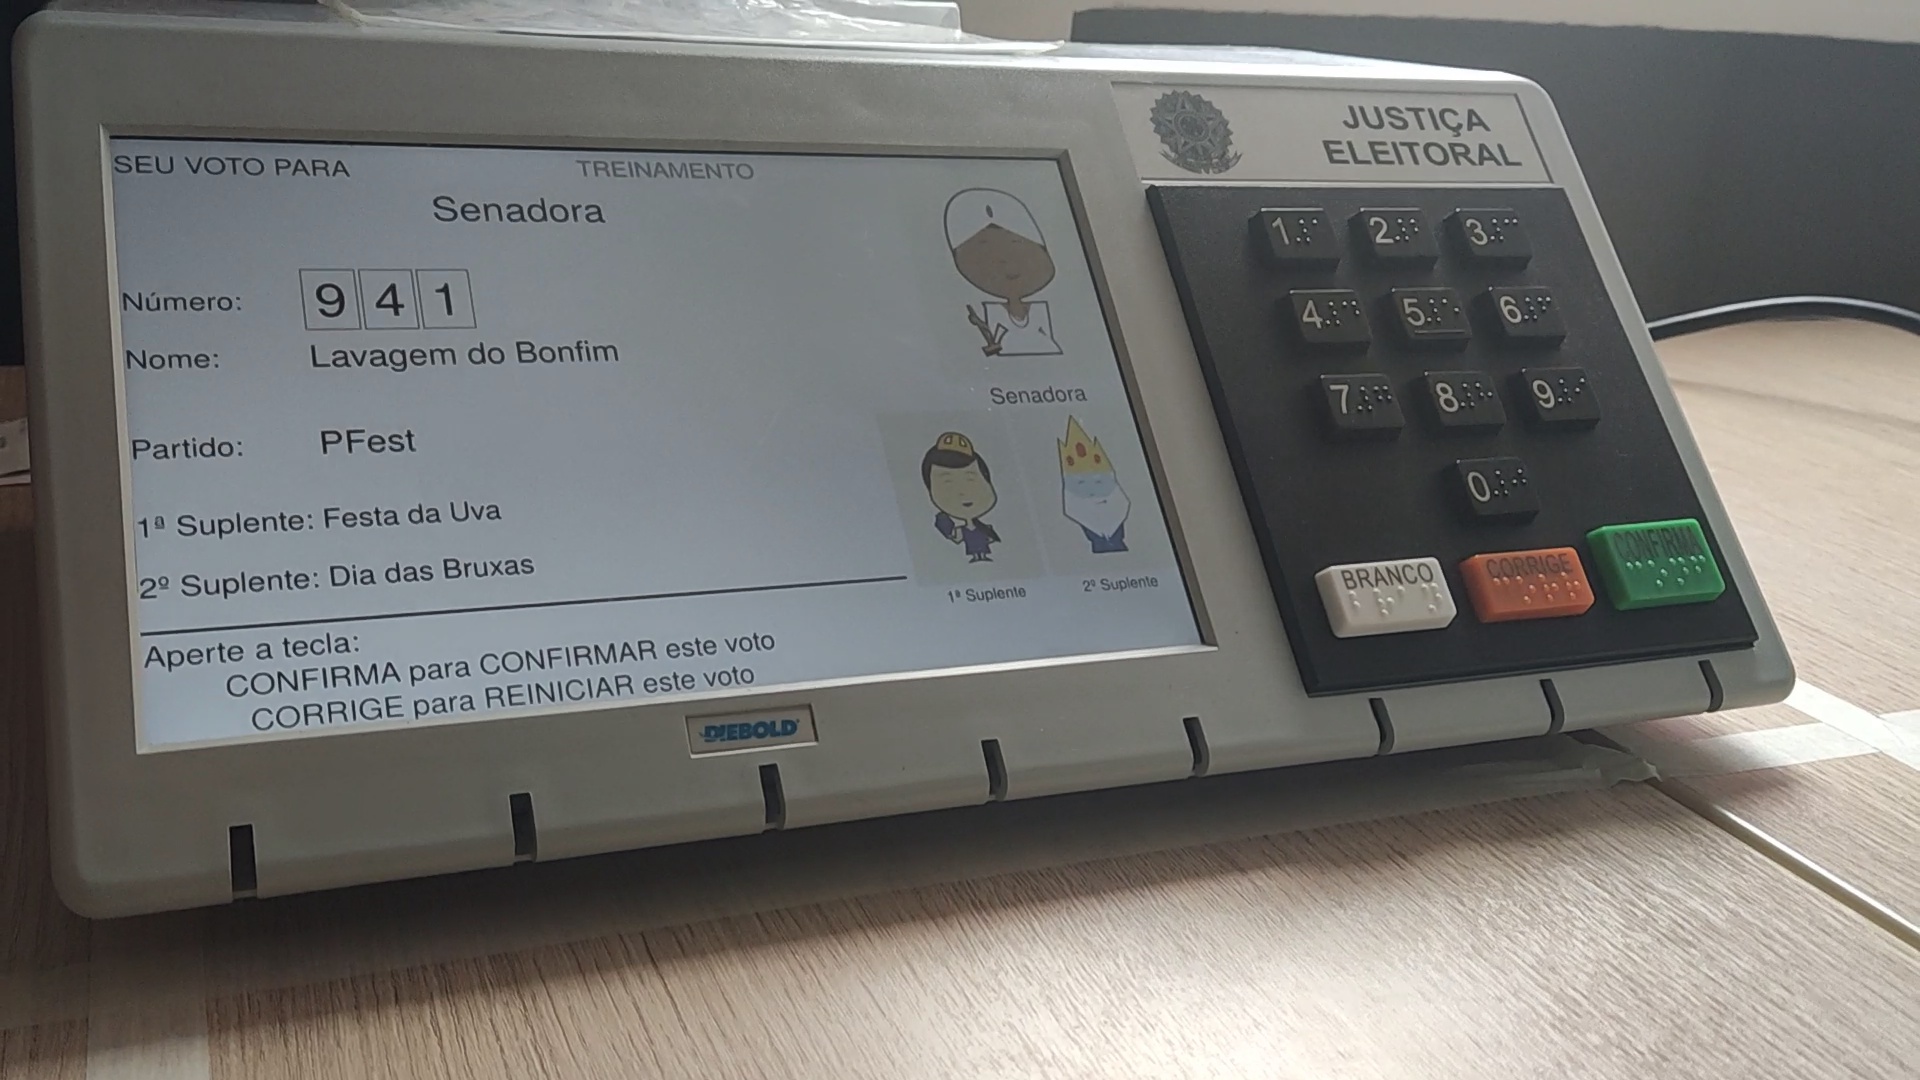 SEU VOTO PARA
TREINAMENTO
Senadora
Número: 9 4 1
Nome: Lavagem do Bonfim
Partido: PFest
1ª Suplente: Festa da Uva
2º Suplente: Dia das Bruxas
Senadora
1ª Suplente
2º Suplente
Aperte a tecla:
CONFIRMA para CONFIRMAR este voto
CORRIGE para REINICIAR este voto
DIEBOLD
JUSTIÇA
ELEITORAL
1 2 3
4 5 6
7 8 9
0
BRANCO CORRIGE CONFIRMA